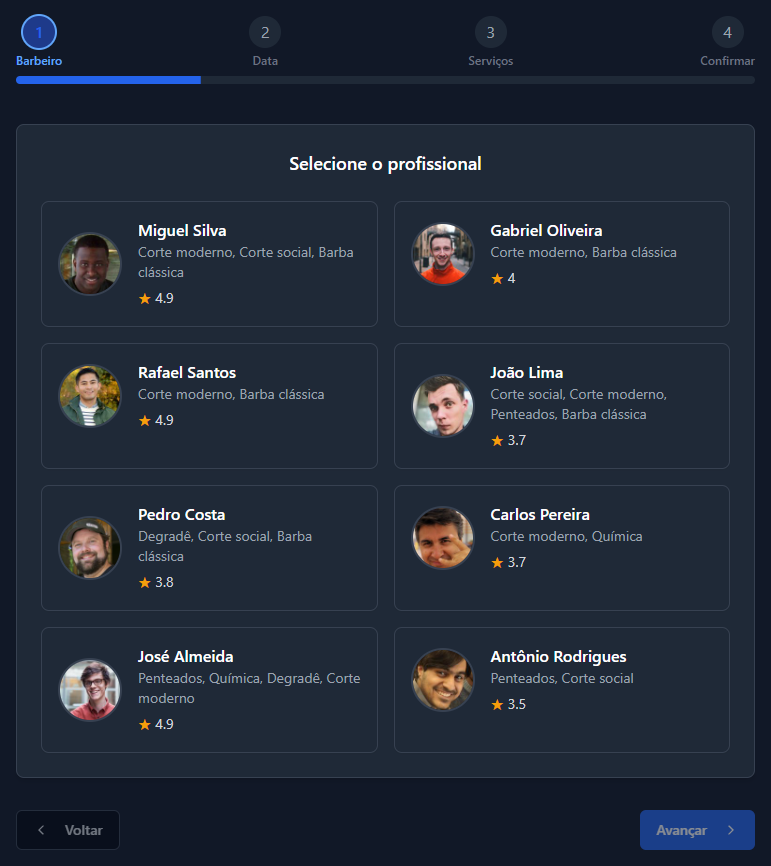 1
2
3
4
Barbeiro
Data
Serviços
Confirmar
Selecione o profissional
Miguel Silva
Corte moderno, Corte social, Barba
clássica
★ 4.9
Gabriel Oliveira
Corte moderno, Barba clássica
★ 4
Rafael Santos
Corte moderno, Barba clássica
★ 4.9
João Lima
Corte social, Corte moderno,
Penteados, Barba clássica
★ 3.7
Pedro Costa
Degradê, Corte social, Barba
clássica
★ 3.8
Carlos Pereira
Corte moderno, Química
★ 3.7
José Almeida
Penteados, Química, Degradê, Corte
moderno
★ 4.9
Antônio Rodrigues
Penteados, Corte social
★ 3.5
Voltar
Avançar